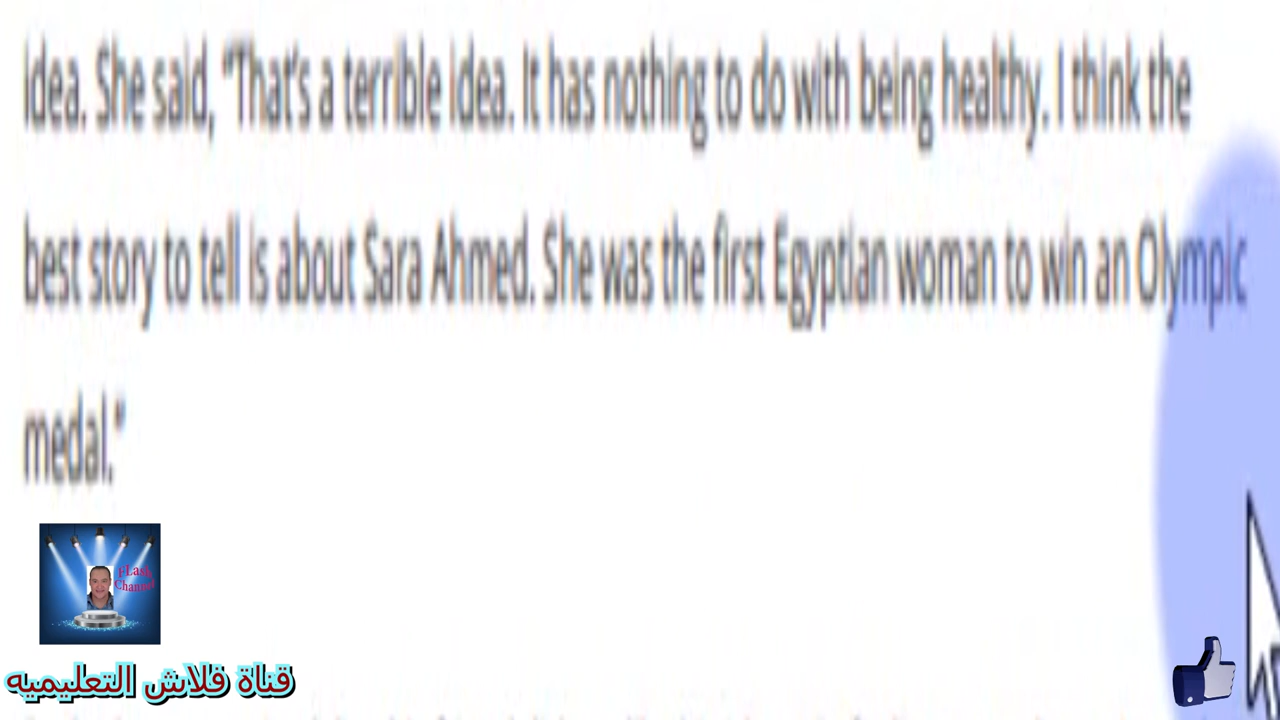 idea. She said, "That's a terrible idea. It has nothing to do with being healthy. I think the
best story to tell is about Sara Ahmed. She was the first Egyptian woman to win an Olympic
medal."
FLash
Channel
قناة فلاش التعليميه